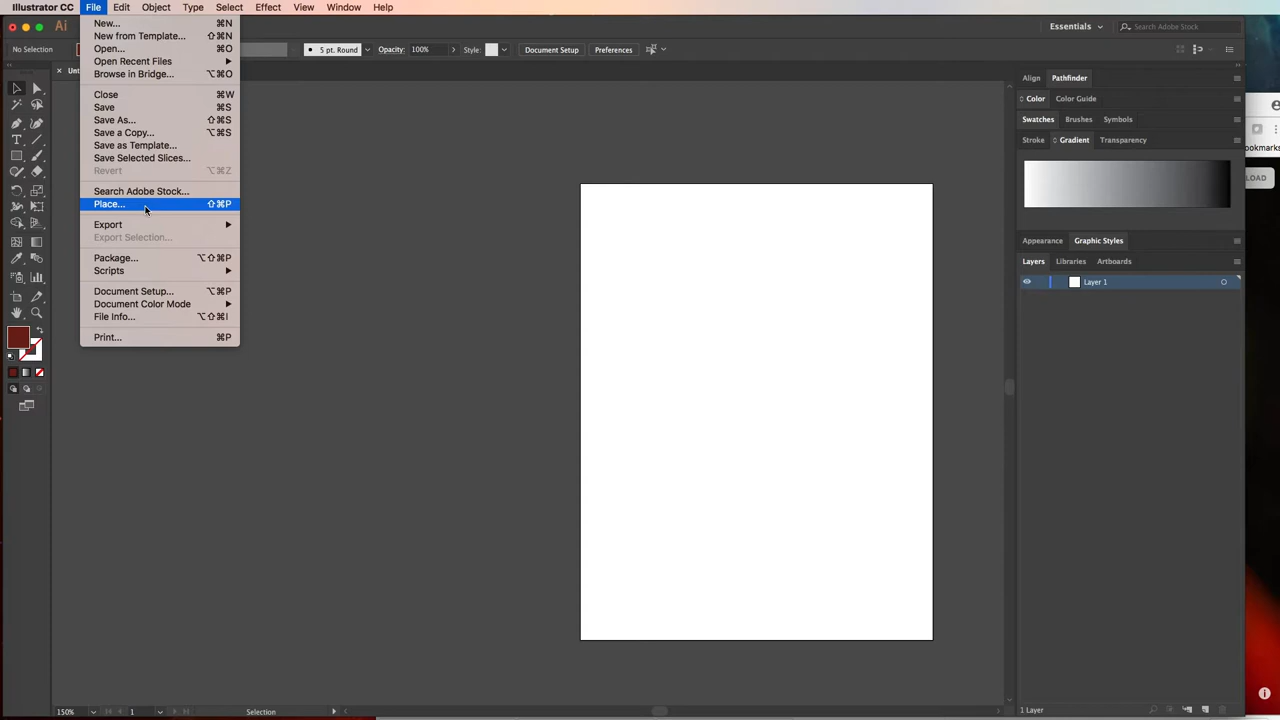 Illustrator CC File Edit Object Type Select Effect View Window Help
Ai Essentials Search Adobe Stock...
No Selection 5 pt. Round Opacity: 100% Style: Document Setup Preferences
Unt
New... ⌘N
New from Template... ⇧⌘N
Open... ⌘O
Open Recent Files
Browse in Bridge... ⌥⌘O
Close ⌘W
Save ⌘S
Save As... ⇧⌘S
Save a Copy... ⌥⌘S
Save as Template...
Save Selected Slices...
Revert ⌥⌘Z
Search Adobe Stock...
Place... ⇧⌘P
Export
Export Selection...
Package... ⌥⇧⌘P
Scripts
Document Setup... ⌥⌘P
Document Color Mode
File Info... ⌥⇧⌘I
Print... ⌘P
Align Pathfinder
Color Color Guide
Swatches Brushes Symbols
Stroke Gradient Transparency
Appearance Graphic Styles
Layers Libraries Artboards
Layer 1
ookmarks
LOAD
150% 1 Selection
1 Layer